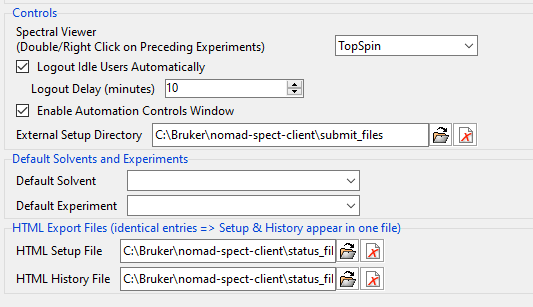 Controls
Spectral Viewer
(Double/Right Click on Preceding Experiments)
TopSpin
Logout Idle Users Automatically
Logout Delay (minutes) 10
Enable Automation Controls Window
External Setup Directory C:\Bruker\nomad-spect-client\submit_files
Default Solvents and Experiments
Default Solvent
Default Experiment
HTML Export Files (identical entries => Setup & History appear in one file)
HTML Setup File C:\Bruker\nomad-spect-client\status_fil
HTML History File C:\Bruker\nomad-spect-client\status_fil